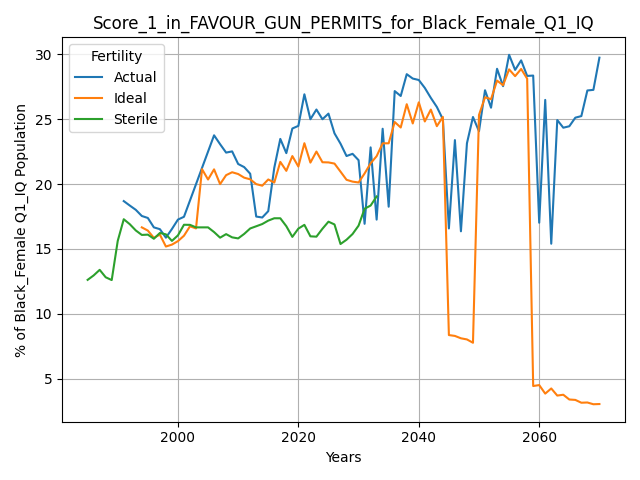 Score_1_in_FAVOUR_GUN_PERMITS_for_Black_Female_Q1_IQ
Fertility
Actual
Ideal
Sterile
% of Black_Female Q1_IQ Population
30
25
20
15
10
5
2000
2020
2040
2060
Years